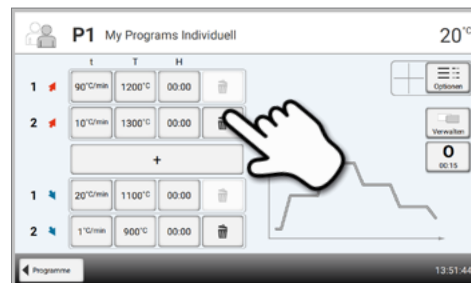 P1 My Programs Individuell 20°C
t T H
1 90°C/min 1200°C 00:00
Optionen
2 10°C/min 1300°C 00:00
Verwalten
+
0
00:15
1 20°C/min 1100°C 00:00
2 1°C/min 900°C 00:00
Programme 13:51:44